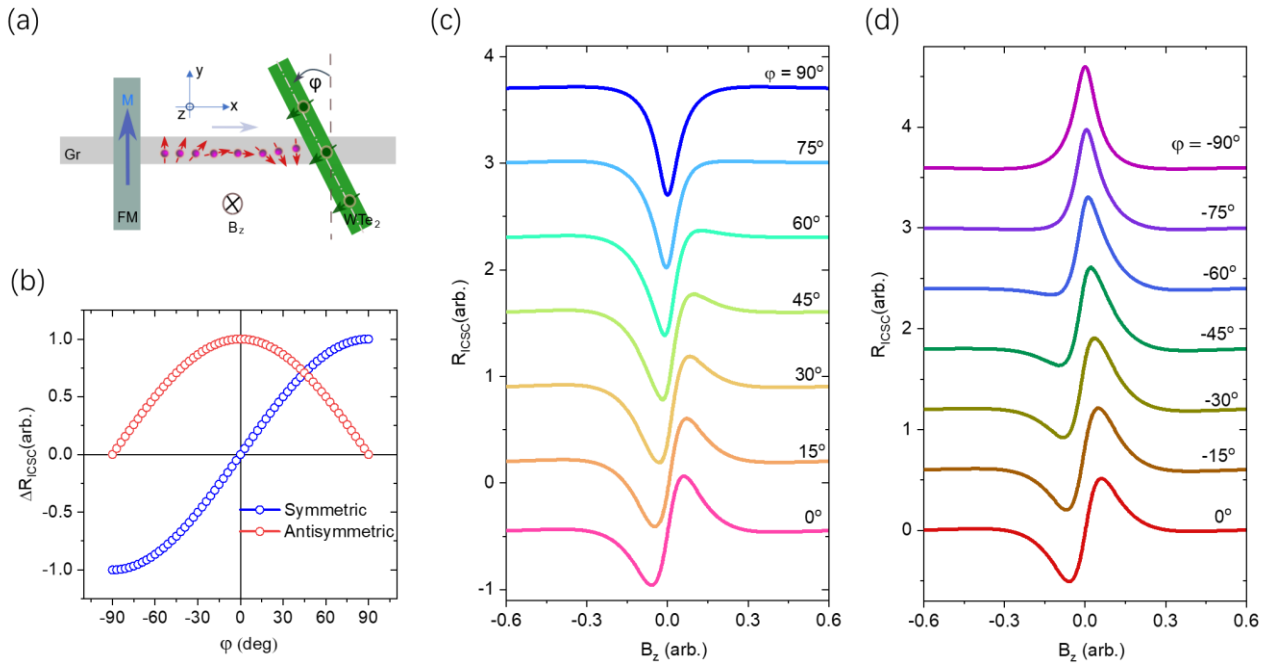 (a)
y
z
x
φ
M
Gr
FM
B_z
WTe₂
(b)
ΔR_ICSC(arb.)
1.0
0.5
0.0
-0.5
-1.0
Symmetric
Antisymmetric
-90 -60 -30 0 30 60 90
φ (deg)
(c)
R_ICSC(arb.)
4
3
2
1
0
-1
φ = 90°
75°
60°
45°
30°
15°
0°
-0.6 -0.3 0.0 0.3 0.6
B_z (arb.)
(d)
R_ICSC(arb.)
4
2
0
φ = -90°
-75°
-60°
-45°
-30°
-15°
0°
-0.6 -0.3 0.0 0.3 0.6
B_z (arb.)